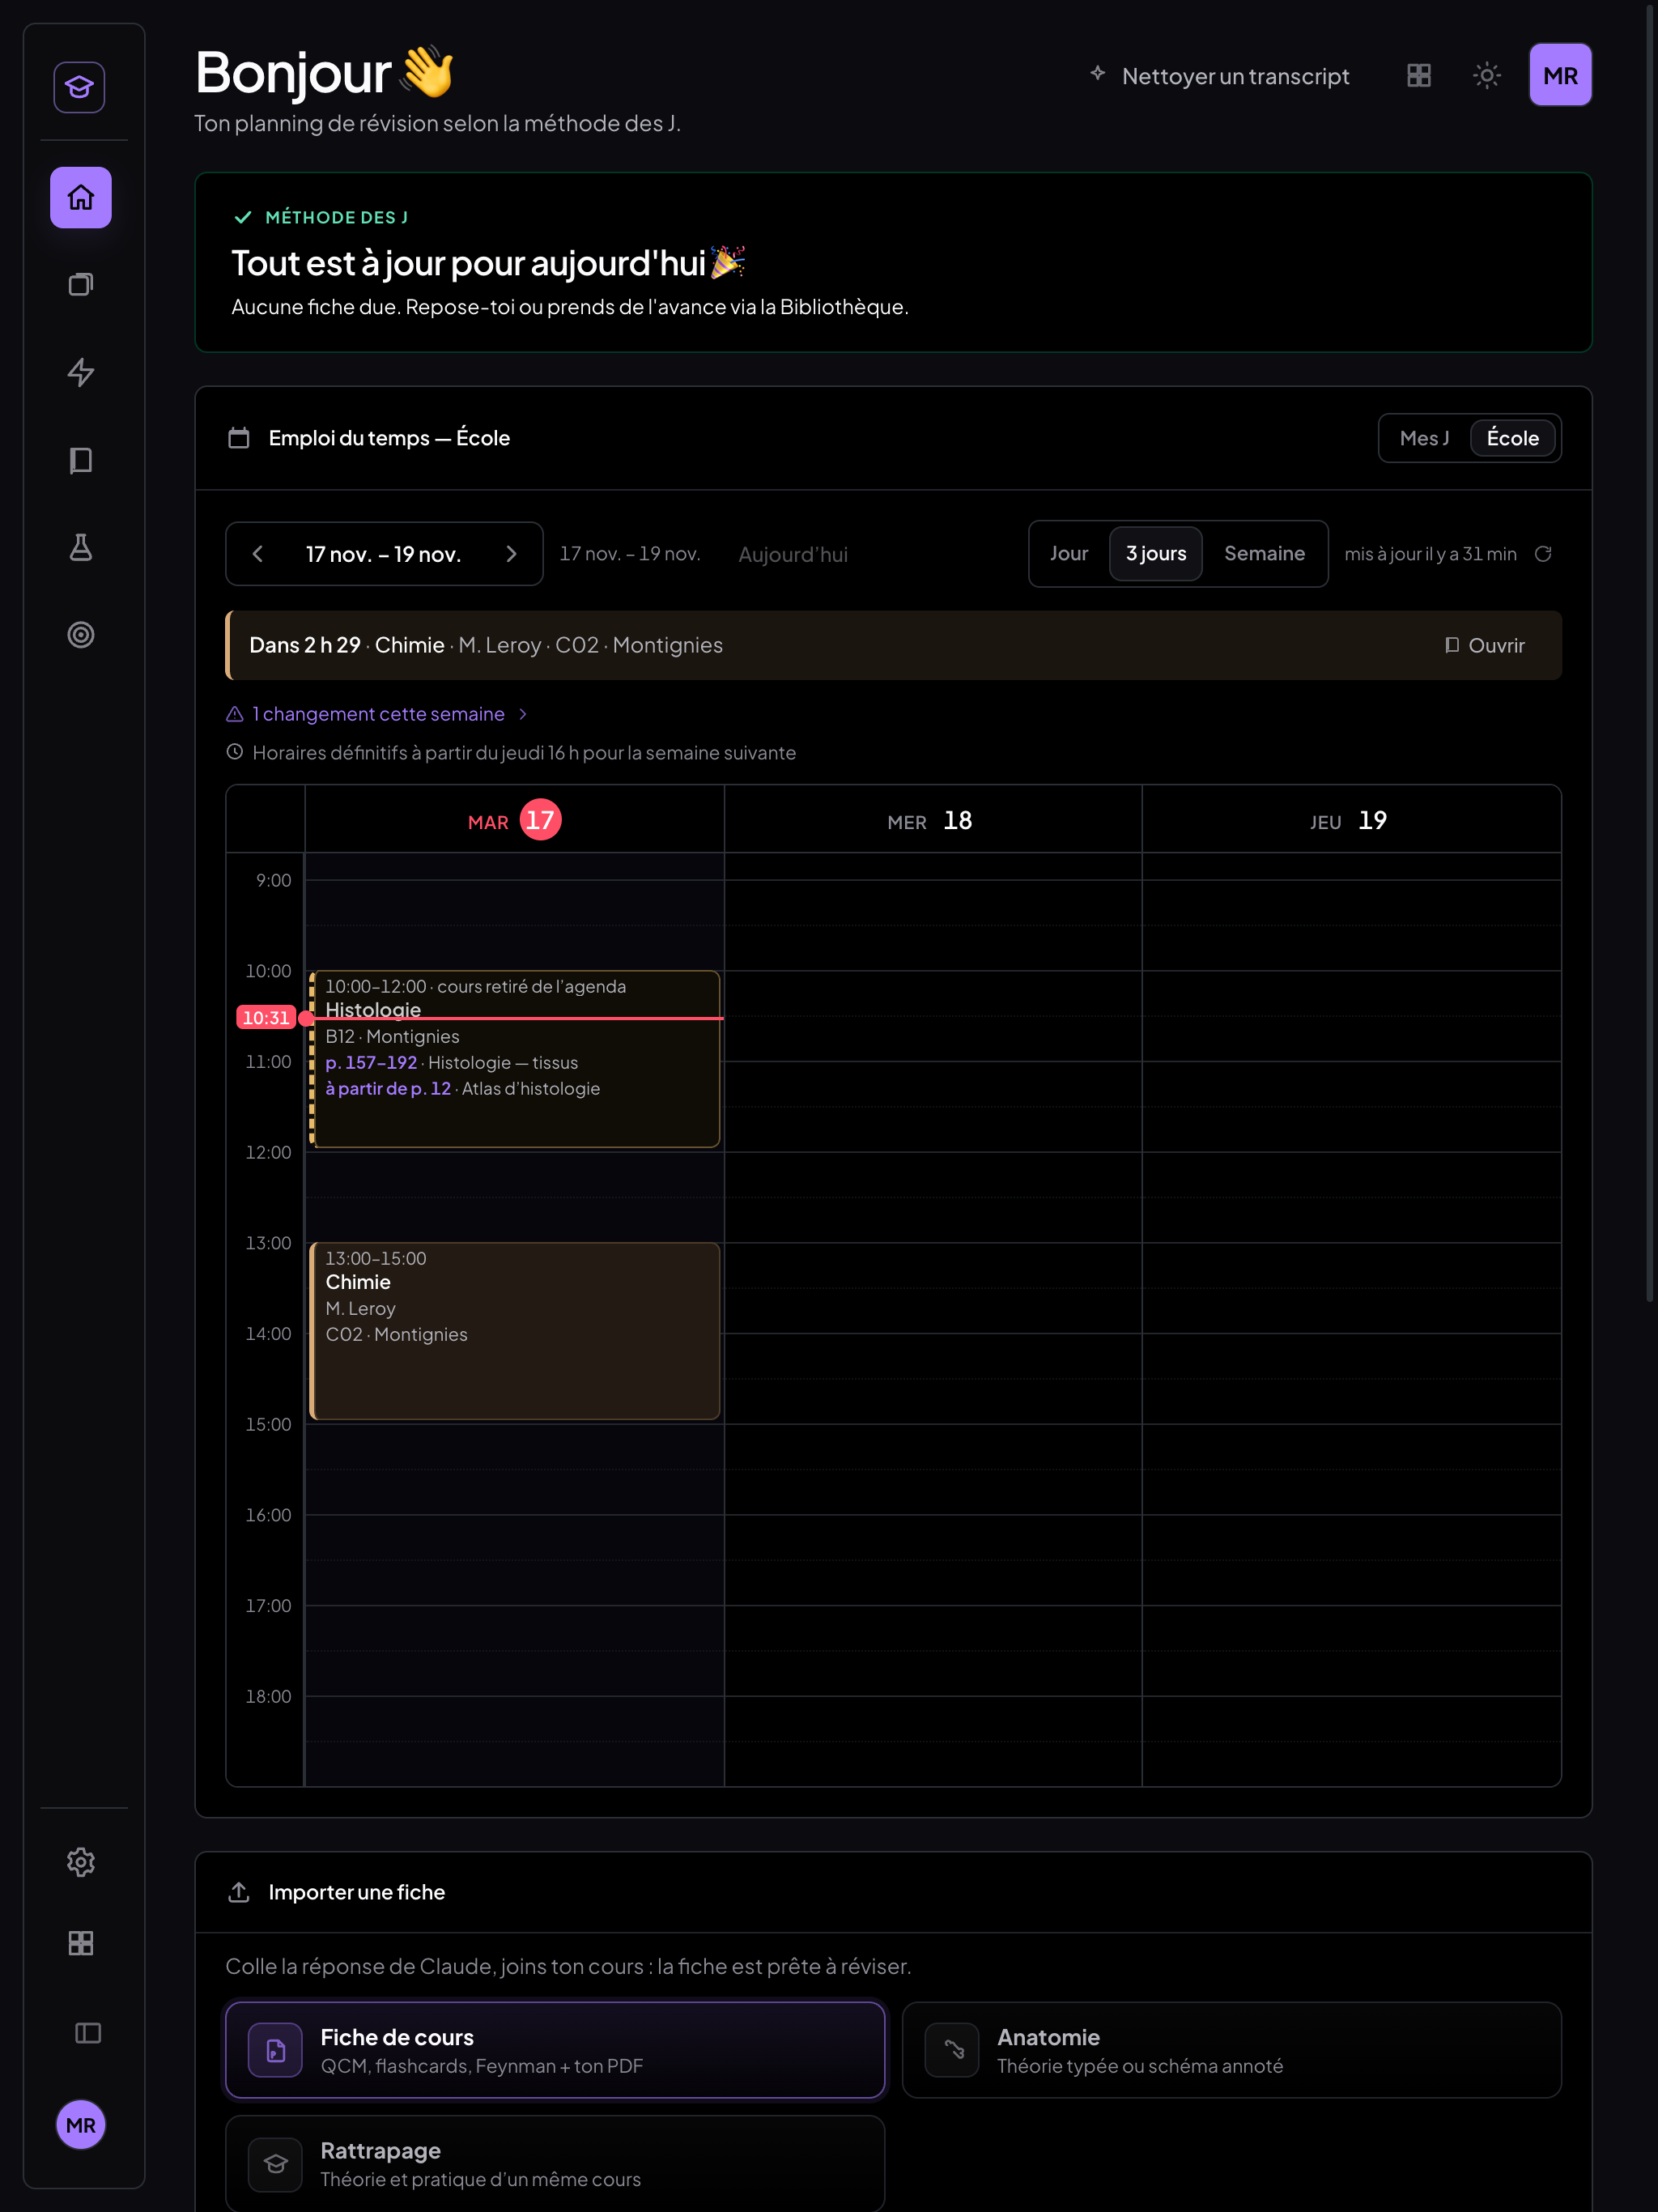 Bonjour 👋
Nettoyer un transcript
MR
Ton planning de révision selon la méthode des J.
MÉTHODE DES J
Tout est à jour pour aujourd'hui 🎉
Aucune fiche due. Repose-toi ou prends de l'avance via la Bibliothèque.
Emploi du temps — École
Mes J
École
17 nov. – 19 nov.
17 nov. – 19 nov.
Aujourd’hui
Jour
3 jours
Semaine
mis à jour il y a 31 min
Dans 2 h 29 · Chimie · M. Leroy · C02 · Montignies
Ouvrir
1 changement cette semaine
Horaires définitifs à partir du jeudi 16 h pour la semaine suivante
MAR 17
MER 18
JEU 19
9:00
10:00
10:00–12:00 · cours retiré de l’agenda
Histologie
10:31
B12 · Montignies
11:00
p. 157–192 · Histologie — tissus
à partir de p. 12 · Atlas d’histologie
12:00
13:00
13:00–15:00
Chimie
M. Leroy
14:00
C02 · Montignies
15:00
16:00
17:00
18:00
Importer une fiche
Colle la réponse de Claude, joins ton cours : la fiche est prête à réviser.
Fiche de cours
QCM, flashcards, Feynman + ton PDF
Anatomie
Théorie typée ou schéma annoté
Rattrapage
Théorie et pratique d’un même cours
MR